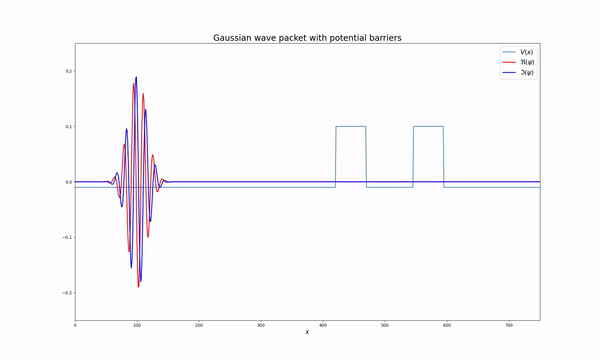 Gaussian wave packet with potential barriers
V(x)
ℜ(ψ)
ℑ(ψ)
0.2
0.1
0.0
−0.1
−0.2
0 100 200 300 400 500 600 700
x